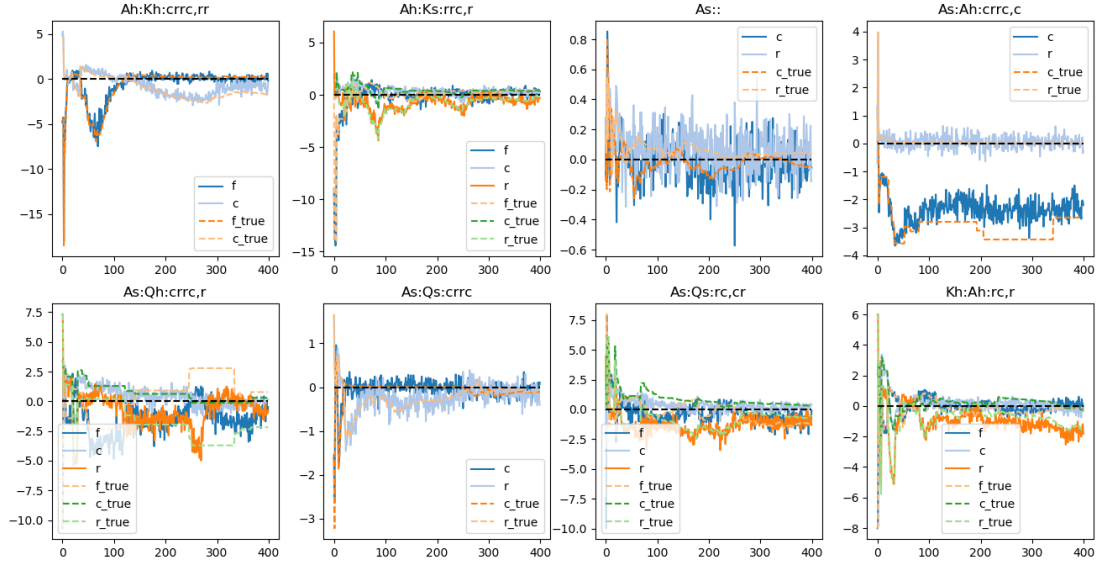 Ah:Kh:crrc,rr
5
0
-5
-10
-15
0
100
200
300
400
f
c
f_true
c_true
Ah:Ks:rrc,r
5
0
-5
-10
-15
0
100
200
300
400
f
c
r
f_true
c_true
r_true
As::
0.8
0.6
0.4
0.2
0.0
-0.2
-0.4
-0.6
0
100
200
300
400
c
r
c_true
r_true
As:Ah:crrc,c
4
3
2
1
0
-1
-2
-3
-4
0
100
200
300
400
c
r
c_true
r_true
As:Qh:crrc,r
7.5
5.0
2.5
0.0
-2.5
-5.0
-7.5
-10.0
0
100
200
300
400
f
c
r
f_true
c_true
r_true
As:Qs:crrc
1
0
-1
-2
-3
0
100
200
300
400
c
r
c_true
r_true
As:Qs:rc,cr
7.5
5.0
2.5
0.0
-2.5
-5.0
-7.5
-10.0
0
100
200
300
400
f
c
r
f_true
c_true
r_true
Kh:Ah:rc,r
6
4
2
0
-2
-4
-6
-8
0
100
200
300
400
f
c
r
f_true
c_true
r_true